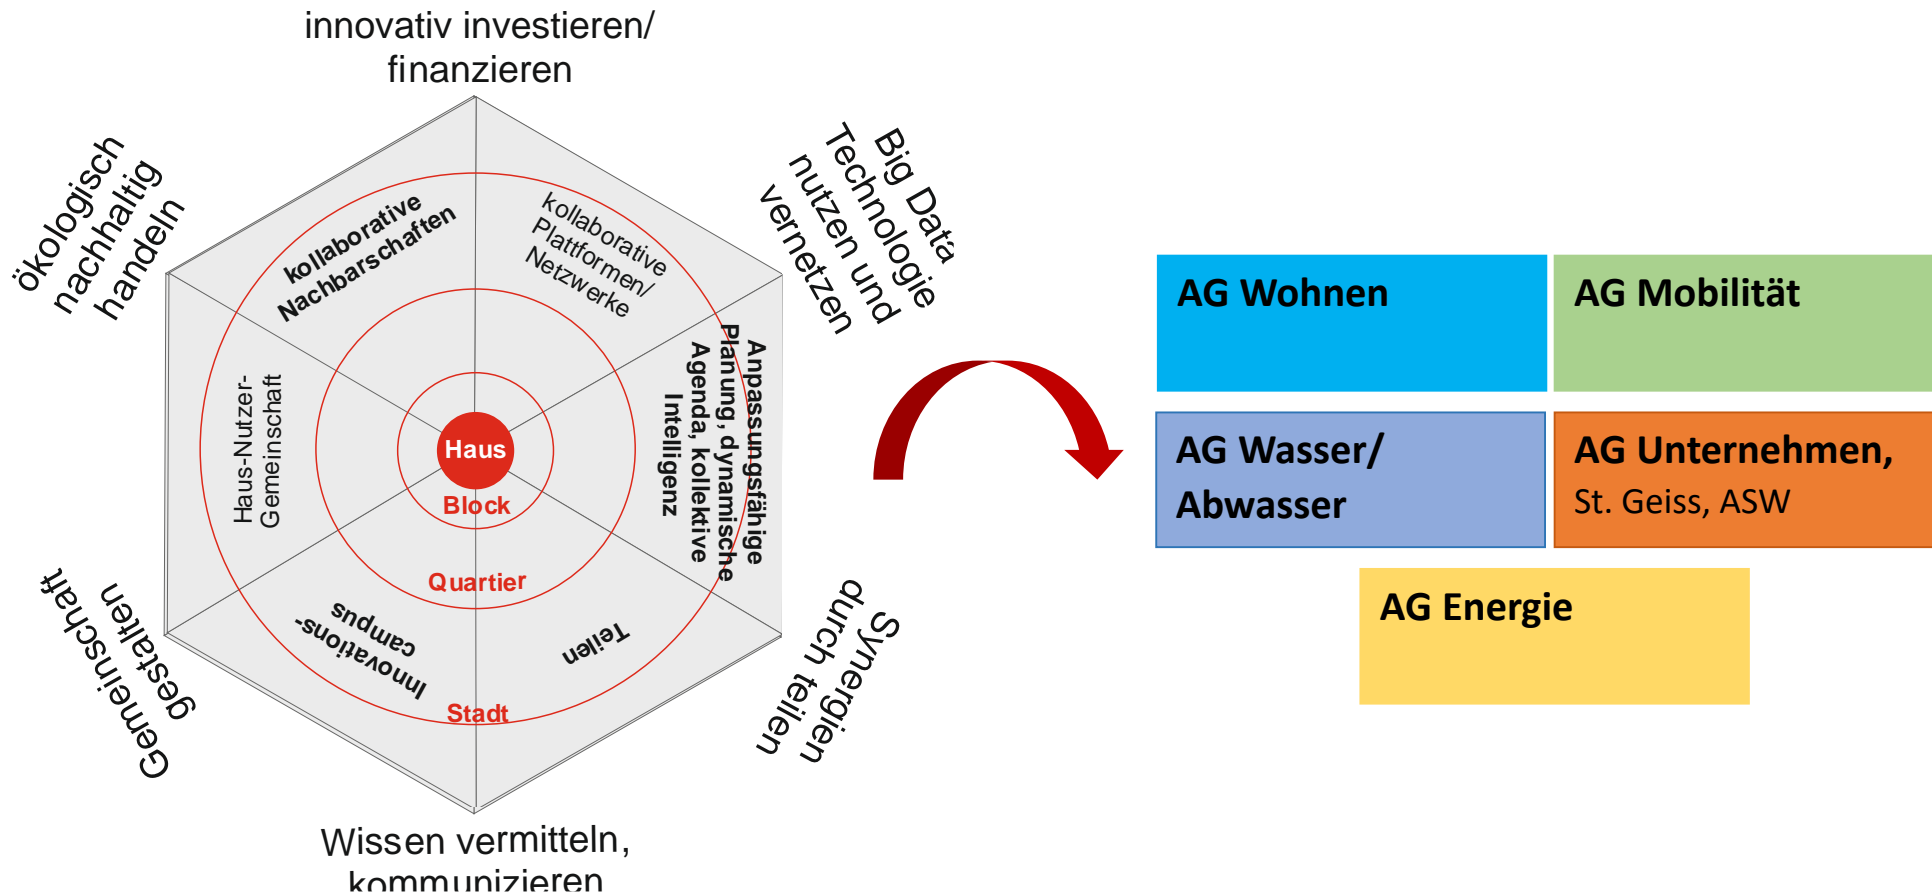 innovativ investieren/
finanzieren
ökologisch
nachhaltig
handeln
Big Data
Technologie
nutzen und
vernetzen
kollaborative
Nachbarschaften
kollaborative
Plattformen/
Netzwerke
Haus-Nutzer-
Gemeinschaft
Anpassungsfähige
Planung, dynamische
Agenda, kollektive
Intelligenz
Haus
Block
Quartier
Innovations-
campus
Teilen
Stadt
Gemeinschaft
gestalten
Synergien
durch teilen
Wissen vermitteln,
kommunizieren
AG Wohnen
AG Mobilität
AG Wasser/
Abwasser
AG Unternehmen,
St. Geiss, ASW
AG Energie